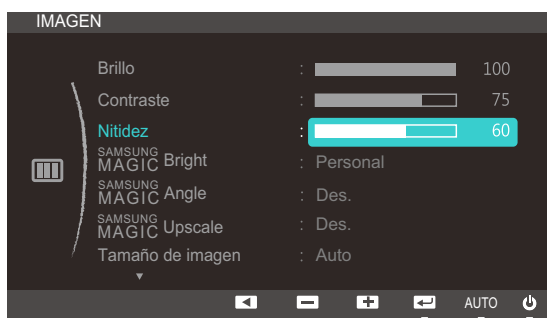 IMAGEN
Brillo : 100
Contraste : 75
Nitidez : 60
SAMSUNG MAGIC Bright : Personal
SAMSUNG MAGIC Angle : Des.
SAMSUNG MAGIC Upscale : Des.
Tamaño de imagen : Auto
AUTO